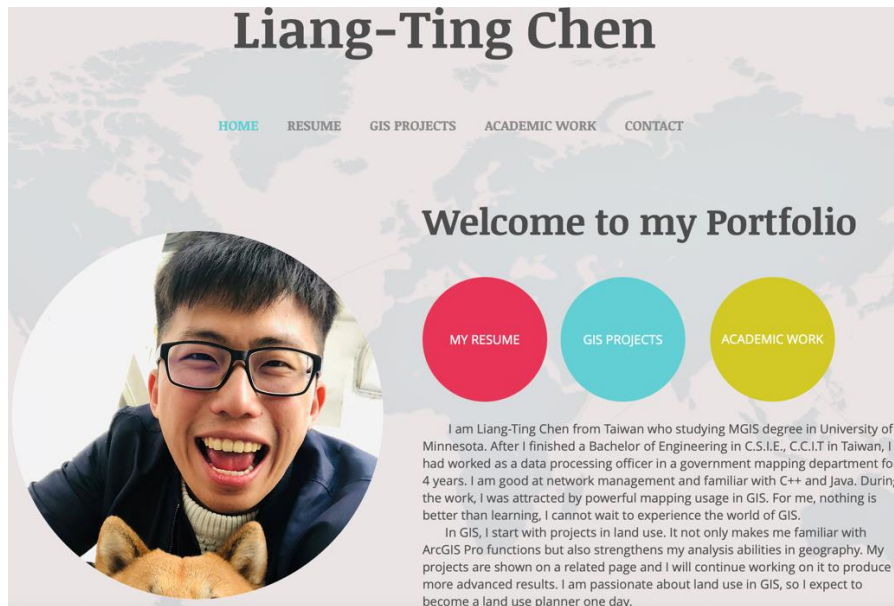 Liang-Ting Chen
HOME RESUME GIS PROJECTS ACADEMIC WORK CONTACT
Welcome to my Portfolio
MY RESUME GIS PROJECTS ACADEMIC WORK
I am Liang-Ting Chen from Taiwan who studying MGIS degree in University of
Minnesota. After I finished a Bachelor of Engineering in C.S.I.E., C.C.I.T in Taiwan, I
had worked as a data processing officer in a government mapping department fo
4 years. I am good at network management and familiar with C++ and Java. During
the work, I was attracted by powerful mapping usage in GIS. For me, nothing is
better than learning, I cannot wait to experience the world of GIS.
In GIS, I start with projects in land use. It not only makes me familiar with
ArcGIS Pro functions but also strengthens my analysis abilities in geography. My
projects are shown on a related page and I will continue working on it to produce
more advanced results. I am passionate about land use in GIS, so I expect to
become a land use planner one day.